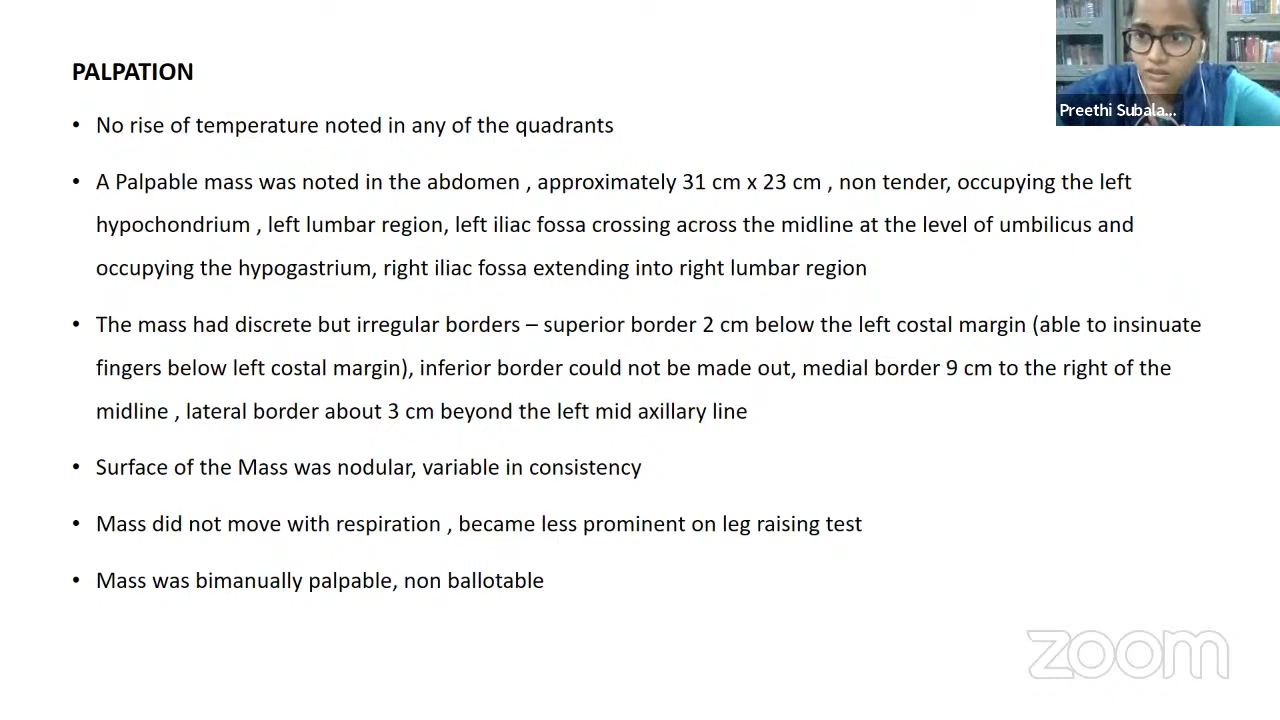 PALPATION
• No rise of temperature noted in any of the quadrants
• A Palpable mass was noted in the abdomen , approximately 31 cm x 23 cm , non tender, occupying the left
hypochondrium , left lumbar region, left iliac fossa crossing across the midline at the level of umbilicus and
occupying the hypogastrium, right iliac fossa extending into right lumbar region
• The mass had discrete but irregular borders – superior border 2 cm below the left costal margin (able to insinuate
fingers below left costal margin), inferior border could not be made out, medial border 9 cm to the right of the
midline , lateral border about 3 cm beyond the left mid axillary line
• Surface of the Mass was nodular, variable in consistency
• Mass did not move with respiration , became less prominent on leg raising test
• Mass was bimanually palpable, non ballotable
Preethi Subala...
zoom